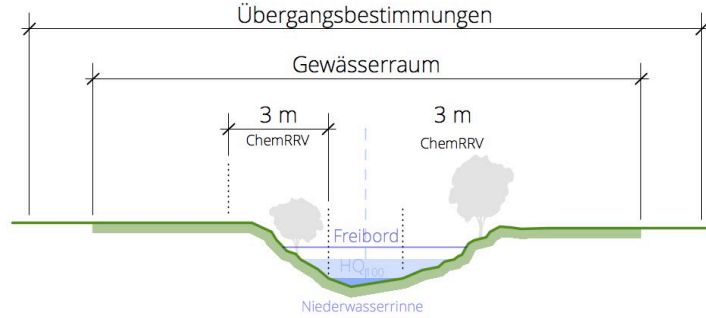 Übergangsbestimmungen
Gewässerraum
3 m
ChemRRV
3 m
ChemRRV
Freibord
HQ100
Niederwasserrinne